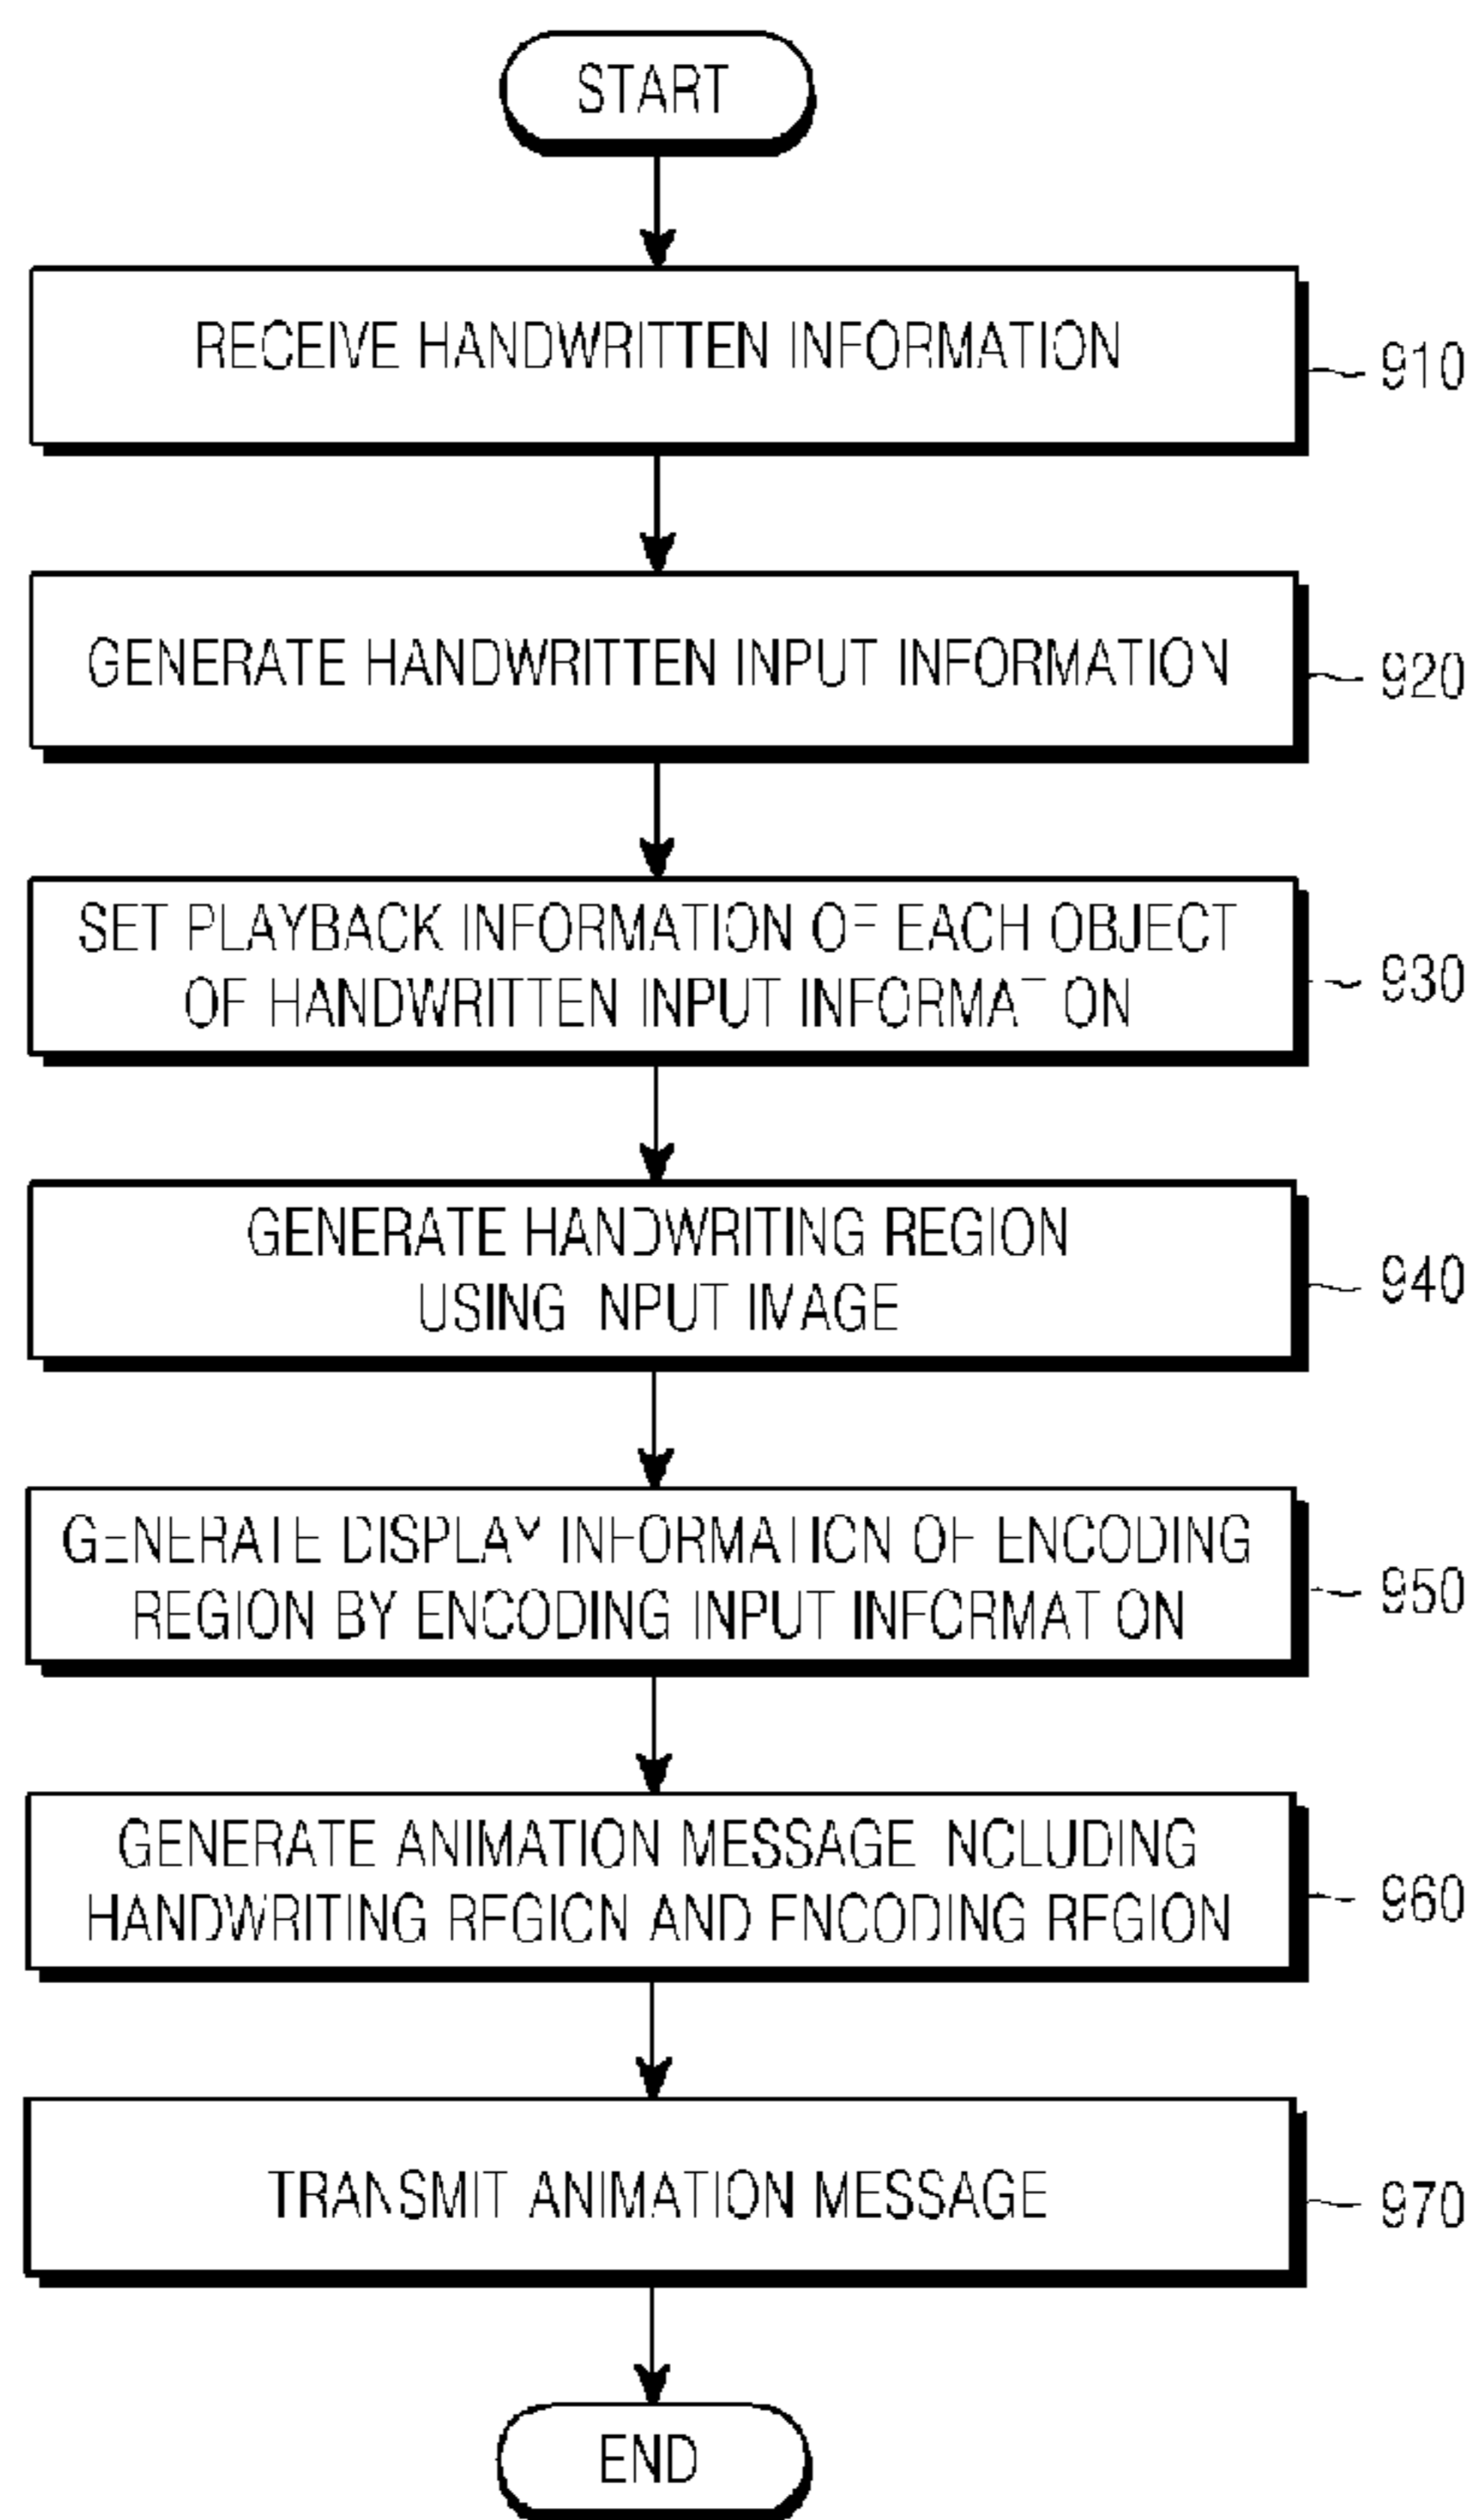 START
RECEIVE HANDWRITTEN INFORMATION
910
GENERATE HANDWRITTEN INPUT INFORMATION
920
SET PLAYBACK INFORMATION OF EACH OBJECT
OF HANDWRITTEN INPUT INFORMATION
930
GENERATE HANDWRITING REGION
USING INPUT IMAGE
940
GENERATE DISPLAY INFORMATION OF ENCODING
REGION BY ENCODING INPUT INFORMATION
950
GENERATE ANIMATION MESSAGE INCLUDING
HANDWRITING REGION AND ENCODING REGION
960
TRANSMIT ANIMATION MESSAGE
970
END